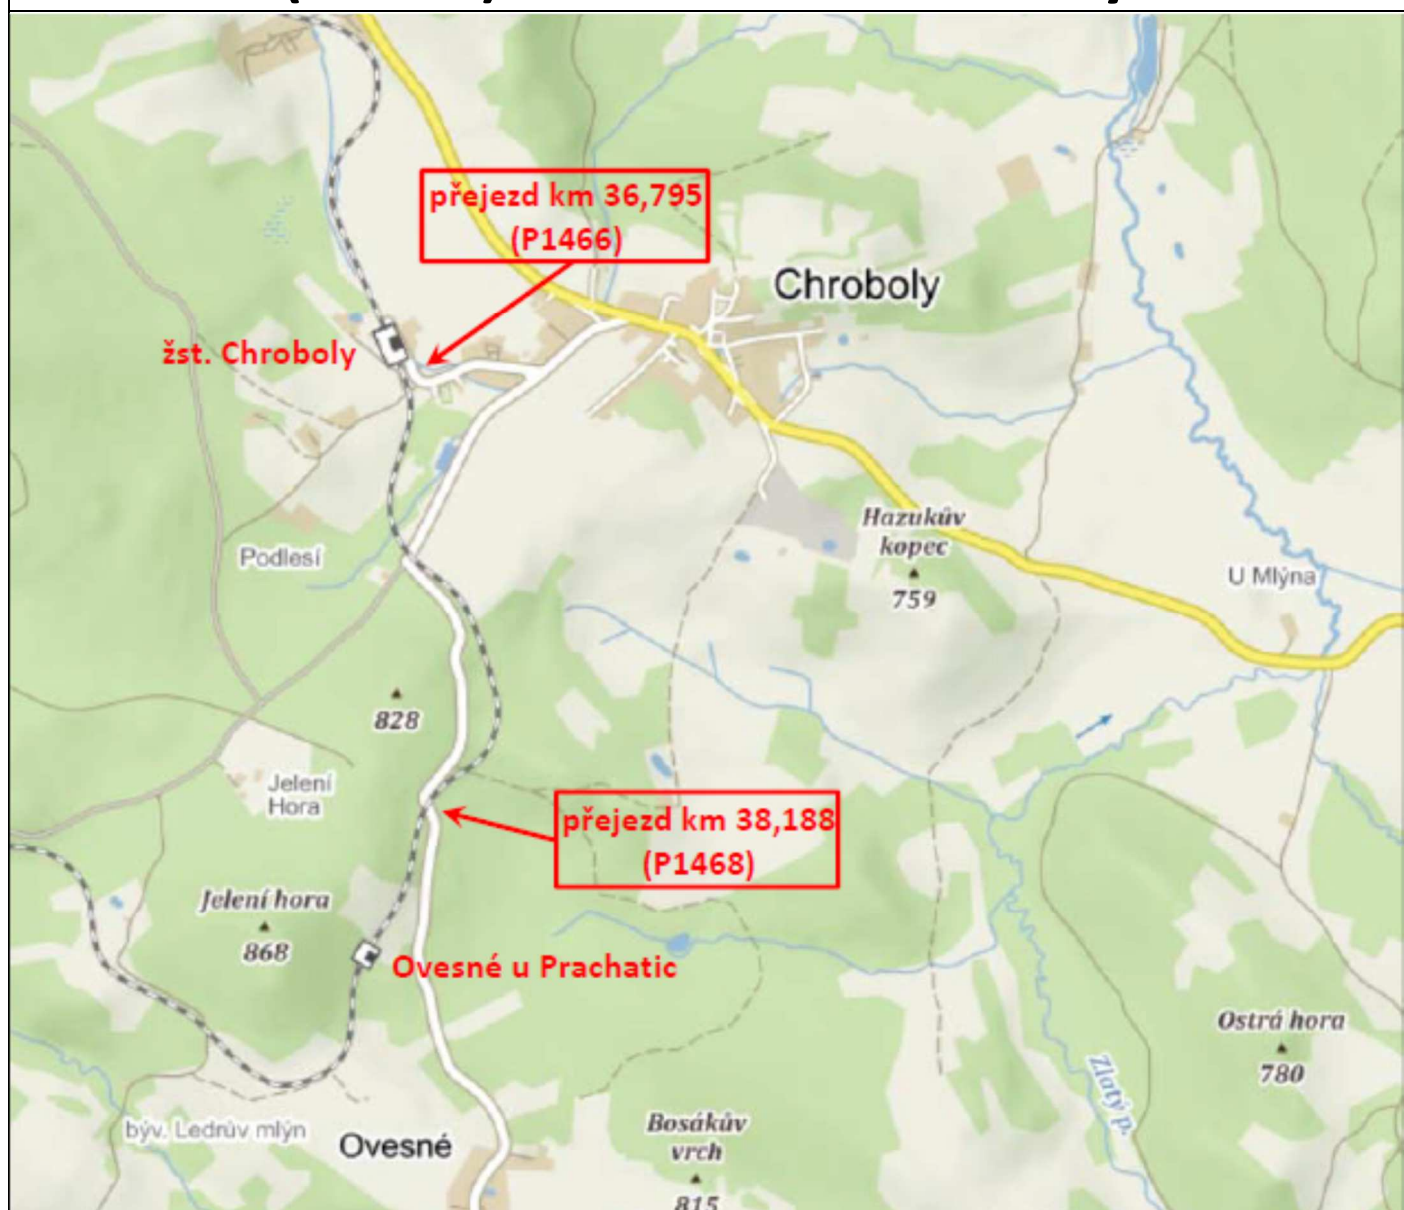 přejezd km 36,795
(P1466)
Chroboly
žst. Chroboly
Hazukův
kopec
759
Podlesí
U Mlýna
828
Jelení
Hora
přejezd km 38,188
(P1468)
Jelení hora
868
Ovesné u Prachatic
Ostrá hora
780
Zlatý p.
býv. Ledrův mlýn
Ovesné
Bosákův
vrch
815